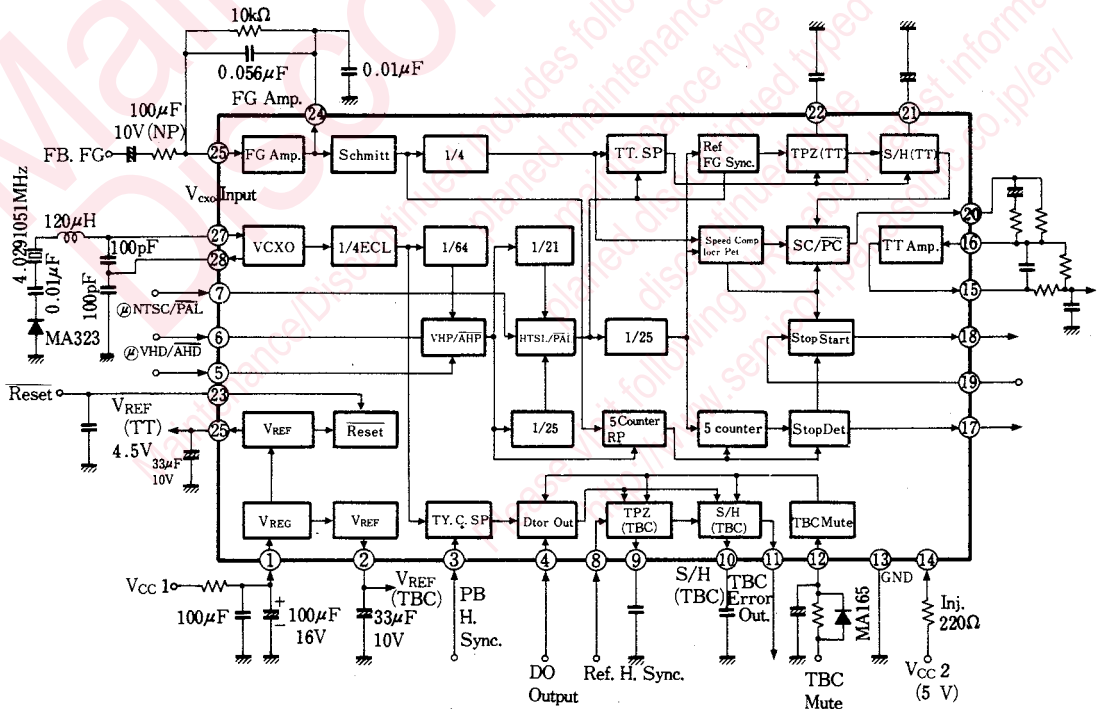 10kΩ
0.056μF
0.01μF
FG Amp.
100μF
10V(NP)
FB. FG
24
22
21
25
FG Amp.
Schmitt
1/4
TT. SP
Ref
FG Sync.
TPZ(TT)
S/H(TT)
Vcxo Input
4.0291051MHz
120μH
100pF
0.01μF
100pF
MA323
27
28
VCXO
1/4ECL
1/64
1/21
Speed Comp
locr Pet
SC/PC
TT Amp.
20
16
15
7
μ NTSC/PAL
6
μ VHD/AHD
5
VHP/AHP
HTSL/PAL
1/25
Stop Start
18
19
Reset
23
VREF
(TT)
4.5V
25
33μF
10V
VREF
Reset
1/25
5 Counter
RP
5 counter
StopDet.
17
VREG
VREF
TY. C. SP
Dtor Out
TPZ
(TBC)
S/H
(TBC)
TBC Mute
1
2
3
4
8
9
10
11
12
13
14
GND
VCC 1
100μF
+
−
100μF
16V
VREF
(TBC)
33μF
10V
PB
H.
Sync.
DO
Output
Ref. H. Sync.
S/H
(TBC)
TBC
Error
Out.
MA165
TBC
Mute
Inj.
220Ω
VCC 2
(5 V)